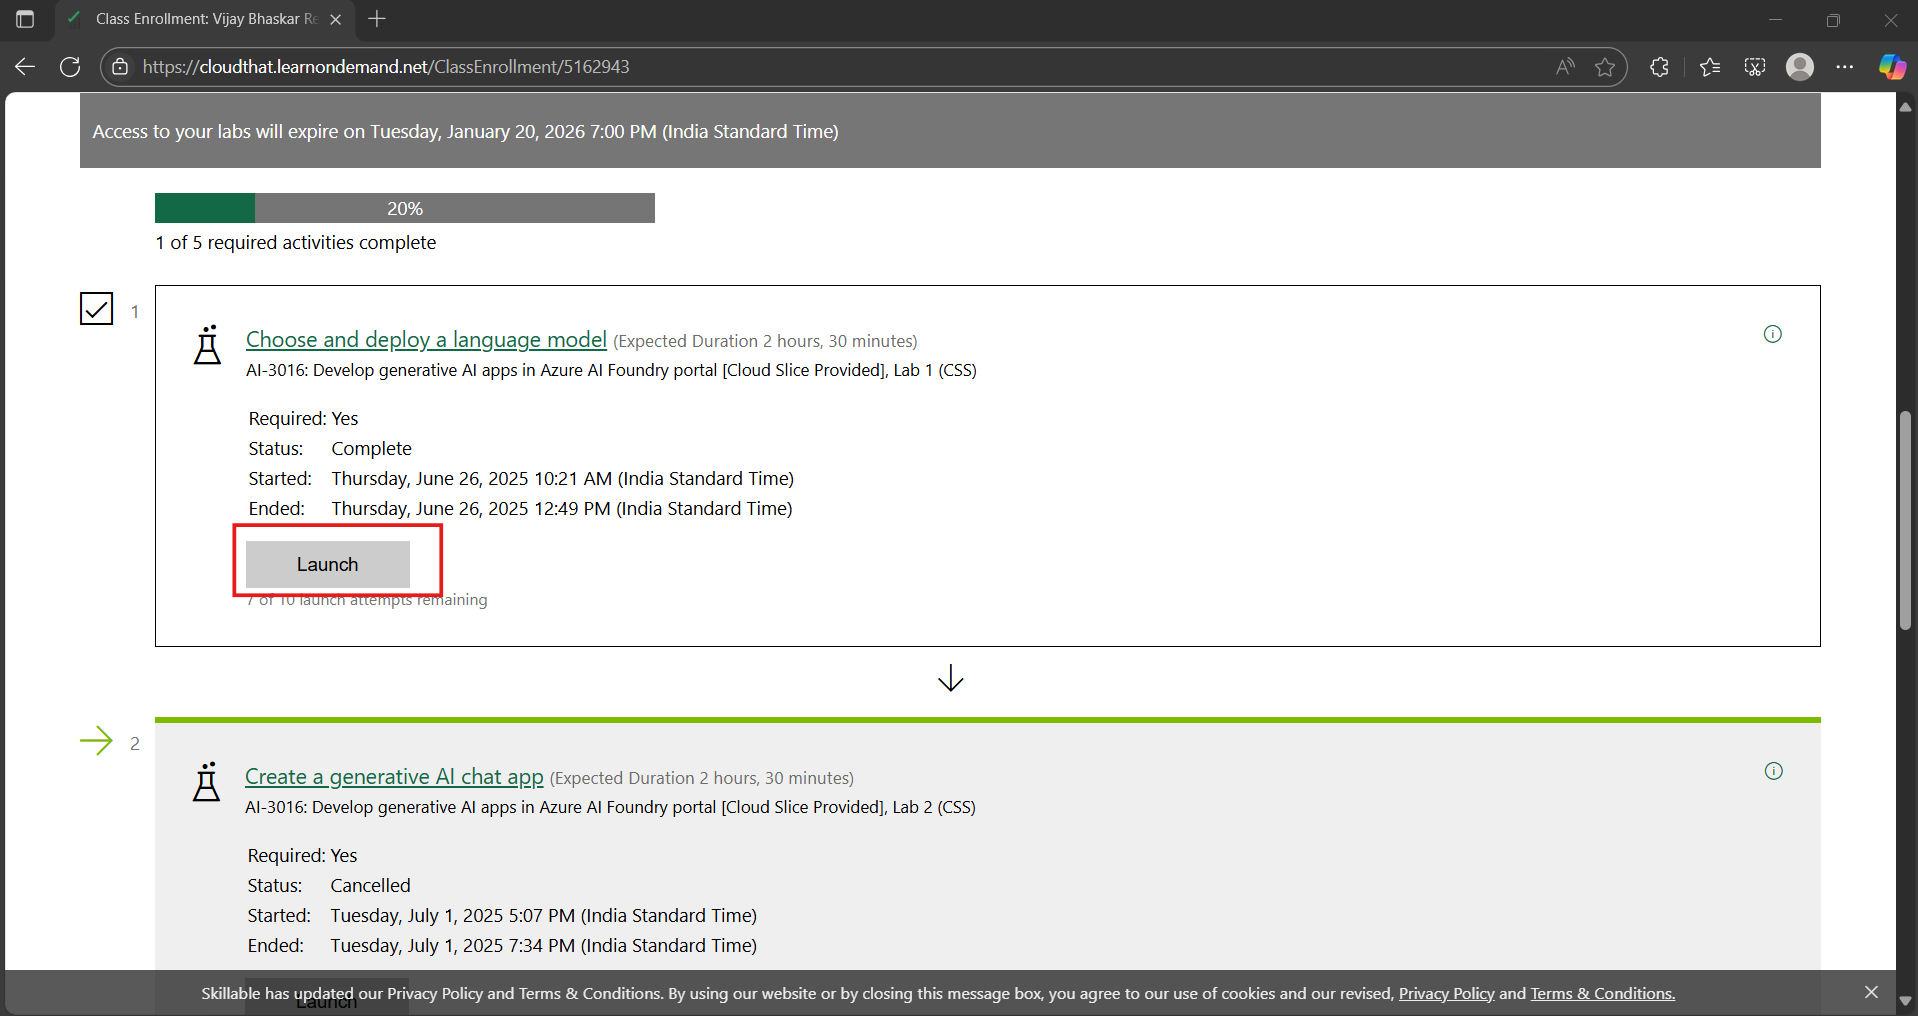 Class Enrollment: Vijay Bhaskar Re
https://cloudthat.learnondemand.net/ClassEnrollment/5162943
Access to your labs will expire on Tuesday, January 20, 2026 7:00 PM (India Standard Time)
20%
1 of 5 required activities complete
1
Choose and deploy a language model (Expected Duration 2 hours, 30 minutes)
AI-3016: Develop generative AI apps in Azure AI Foundry portal [Cloud Slice Provided], Lab 1 (CSS)
Required: Yes
Status: Complete
Started: Thursday, June 26, 2025 10:21 AM (India Standard Time)
Ended: Thursday, June 26, 2025 12:49 PM (India Standard Time)
Launch
7 of 10 launch attempts remaining
2
Create a generative AI chat app (Expected Duration 2 hours, 30 minutes)
AI-3016: Develop generative AI apps in Azure AI Foundry portal [Cloud Slice Provided], Lab 2 (CSS)
Required: Yes
Status: Cancelled
Started: Tuesday, July 1, 2025 5:07 PM (India Standard Time)
Ended: Tuesday, July 1, 2025 7:34 PM (India Standard Time)
Launch
Skillable has updated our Privacy Policy and Terms & Conditions. By using our website or by closing this message box, you agree to our use of cookies and our revised, Privacy Policy and Terms & Conditions.